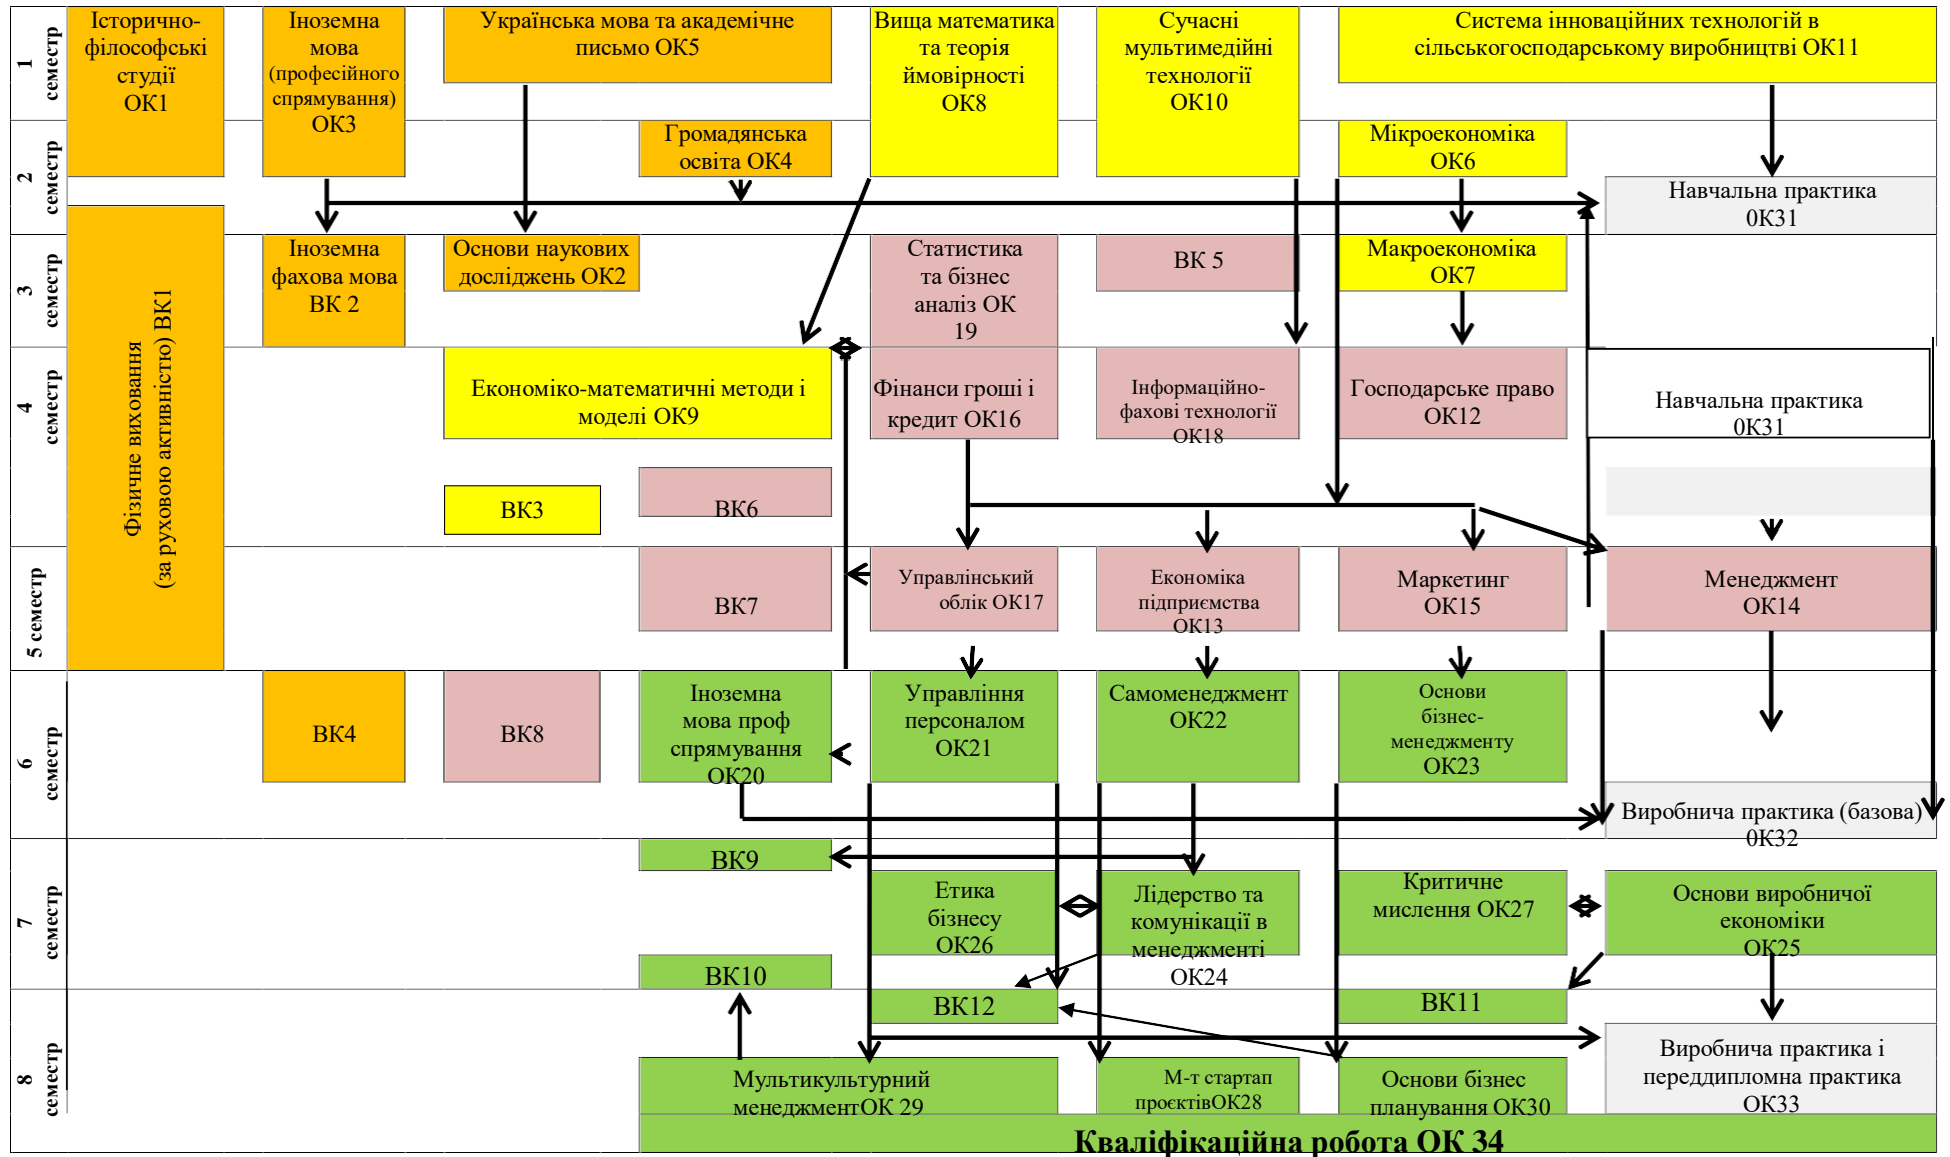 1
семестр
Історично-
філософські
студії
ОК1
Іноземна
мова
(професійного
спрямування)
ОК3
Українська мова та академічне
письмо ОК5
Вища математика
та теорія
ймовірності
ОК8
Сучасні
мультимедійні
технології
ОК10
Система інноваційних технологій в
сільськогосподарському виробництві ОК11
2
семестр
Громадянська
освіта ОК4
Мікроекономіка
ОК6
Навчальна практика
0К31
Фізичне виховання
(за руховою активністю) ВК1
3
семестр
Іноземна
фахова мова
ВК 2
Основи наукових
досліджень ОК2
Статистика
та бізнес
аналіз ОК
19
ВК 5
Макроекономіка
ОК7
4
семестр
Економіко-математичні методи і
моделі ОК9
Фінанси гроші і
кредит ОК16
Інформаційно-
фахові технології
ОК18
Господарське право
ОК12
Навчальна практика
0К31
ВК3
ВК6
5 семестр
ВК7
Управлінський
облік ОК17
Економіка
підприємства
ОК13
Маркетинг
ОК15
Менеджмент
ОК14
6
семестр
ВК4
ВК8
Іноземна
мова проф
спрямування
ОК20
Управління
персоналом
ОК21
Самоменеджмент
ОК22
Основи
бізнес-
менеджменту
ОК23
Виробнича практика (базова)
0К32
7
семестр
ВК9
Етика
бізнесу
ОК26
Лідерство та
комунікації в
менеджменті
ОК24
Критичне
мислення ОК27
Основи виробничої
економіки
ОК25
ВК10
8
семестр
ВК12
ВК11
Мультикультурний
менеджментОК 29
М-т стартап
проєктівОК28
Основи бізнес
планування ОК30
Виробнича практика і
переддипломна практика
ОК33
Кваліфікаційна робота ОК 34